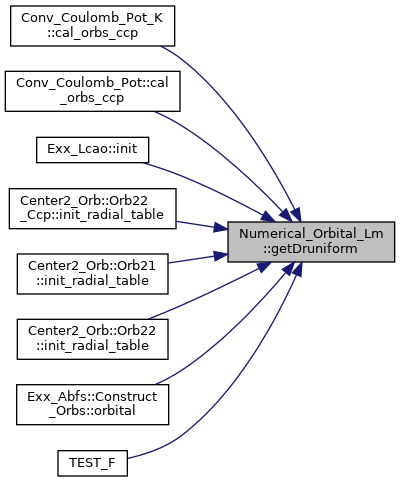 Conv_Coulomb_Pot_K
::cal_orbs_ccp
Conv_Coulomb_Pot::cal
_orbs_ccp
Exx_Lcao::init
Center2_Orb::Orb22
_Ccp::init_radial_table
Numerical_Orbital_Lm
::getDruniform
Center2_Orb::Orb21
::init_radial_table
Center2_Orb::Orb22
::init_radial_table
Exx_Abfs::Construct
_Orbs::orbital
TEST_F